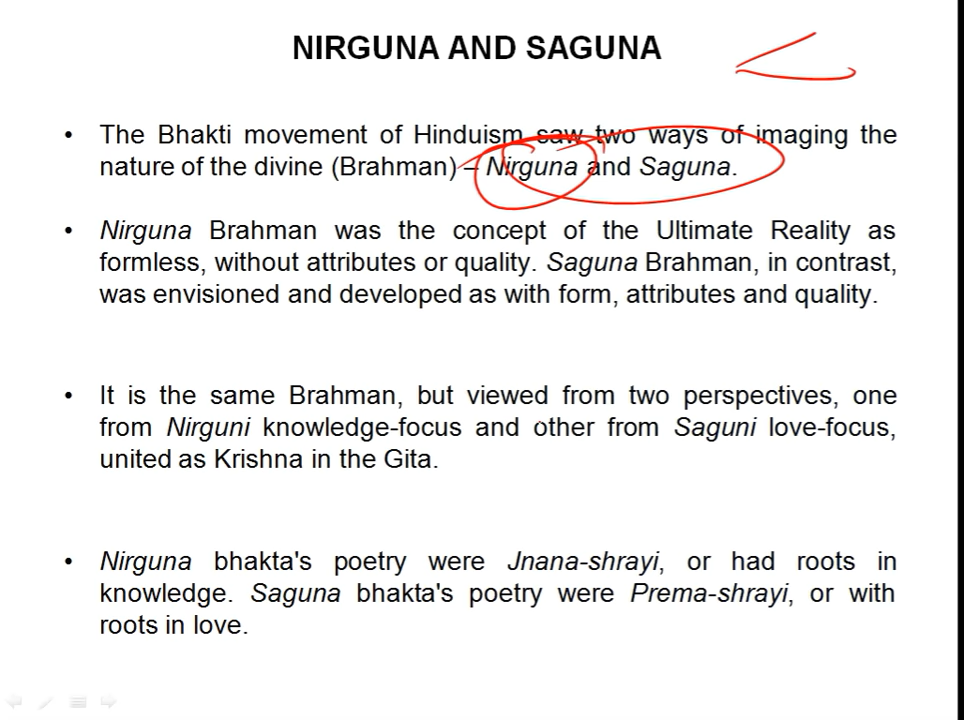 NIRGUNA AND SAGUNA
• The Bhakti movement of Hinduism saw two ways of imaging the
nature of the divine (Brahman) – Nirguna and Saguna.
• Nirguna Brahman was the concept of the Ultimate Reality as
formless, without attributes or quality. Saguna Brahman, in contrast,
was envisioned and developed as with form, attributes and quality.
• It is the same Brahman, but viewed from two perspectives, one
from Nirguni knowledge-focus and other from Saguni love-focus,
united as Krishna in the Gita.
• Nirguna bhakta's poetry were Jnana-shrayi, or had roots in
knowledge. Saguna bhakta's poetry were Prema-shrayi, or with
roots in love.